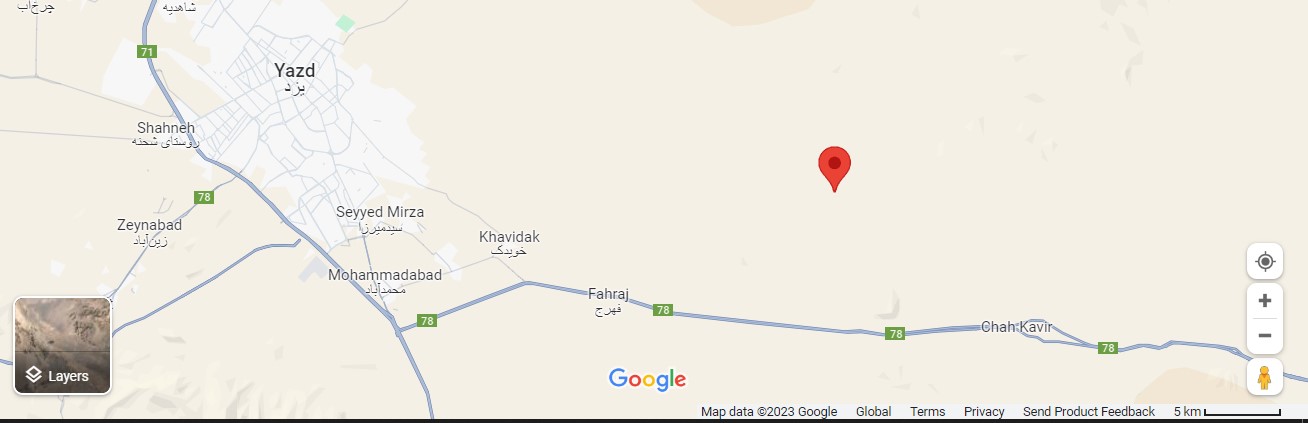 چرخ‌آب
شاهدیه
71
Yazd
یزد
Shahneh
روستای شحنه
78
Zeynabad
زین‌آباد
Seyyed Mirza
سیدمیرزا
Khavidak
خویدک
Mohammadabad
محمدآباد
Fahraj
فهرج
78
78
78
Chah Kavir
78
Layers
Google
Map data ©2023 Google Global Terms Privacy Send Product Feedback 5 km